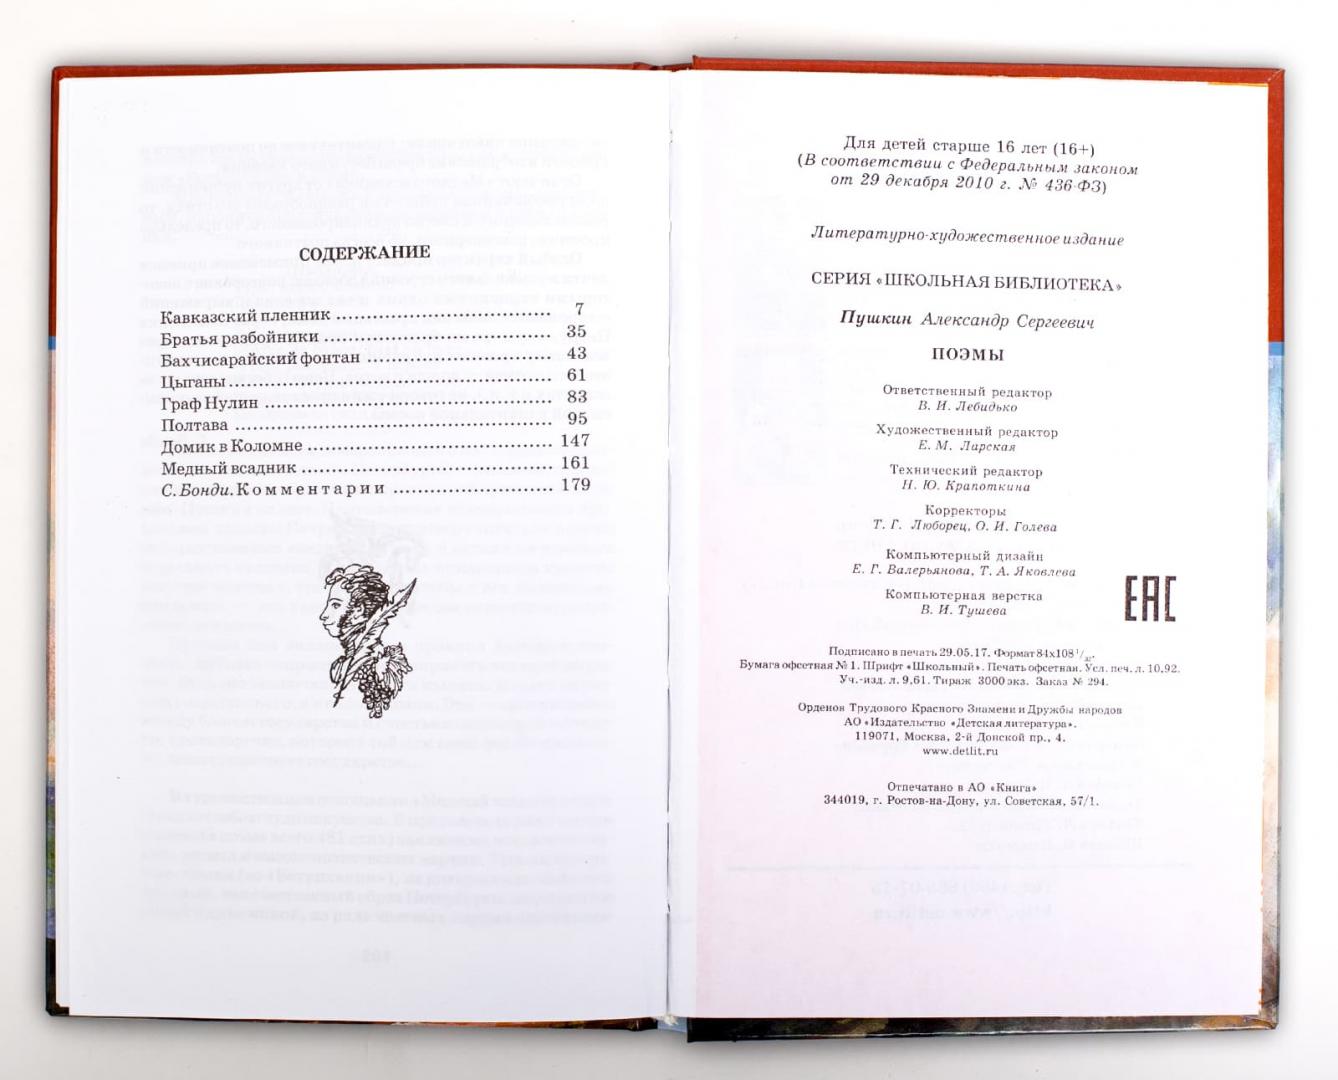 СОДЕРЖАНИЕ
Кавказский пленник ........................................ 7
Братья разбойники ........................................ 35
Бахчисарайский фонтан ................................ 43
Цыганы ........................................................ 61
Граф Нулин .................................................. 83
Полтава ....................................................... 95
Домик в Коломне ........................................ 147
Медный всадник ........................................ 161
С. Бонди. Комментарии ............................ 179
Для детей старше 16 лет (16+)
(В соответствии с Федеральным законом
от 29 декабря 2010 г. № 436-ФЗ)
Литературно-художественное издание
СЕРИЯ «ШКОЛЬНАЯ БИБЛИОТЕКА»
Пушкин Александр Сергеевич
ПОЭМЫ
Ответственный редактор
В. И. Лебидько
Художественный редактор
Е. М. Ларская
Технический редактор
Н. Ю. Крапоткина
Корректоры
Т. Г. Люборец, О. И. Голева
Компьютерный дизайн
Е. Г. Валерьянова, Т. А. Яковлева
Компьютерная верстка
В. И. Тушева
EAC
Подписано в печать 29.05.17. Формат 84х108 1/32.
Бумага офсетная № 1. Шрифт «Школьный». Печать офсетная. Усл. печ. л. 10,92.
Уч.-изд. л. 9,61. Тираж 3000 экз. Заказ № 294.
Орденов Трудового Красного Знамени и Дружбы народов
АО «Издательство «Детская литература».
119071, Москва, 2-й Донской пр., 4.
www.detlit.ru
Отпечатано в АО «Книга»
344019, г. Ростов-на-Дону, ул. Советская, 57/1.